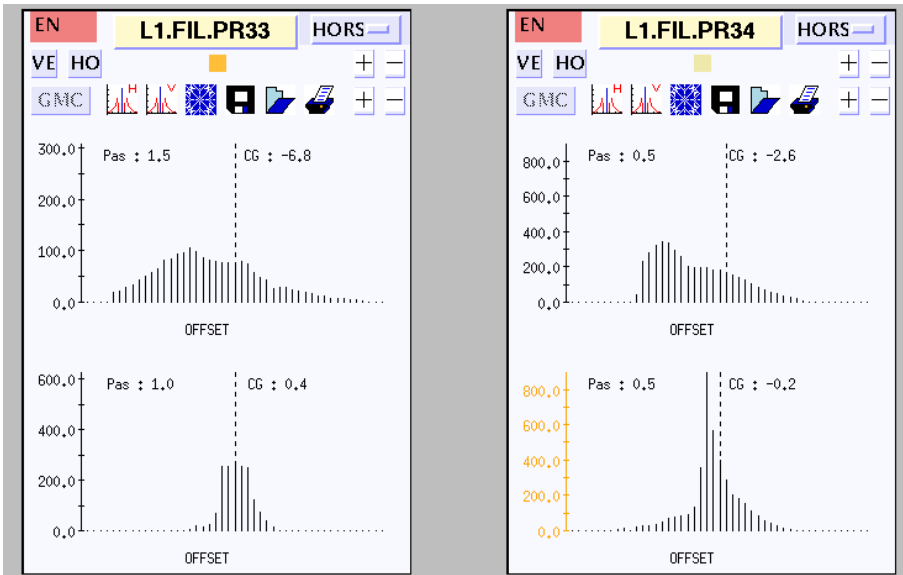 EN L1.FIL.PR33 HORS
VE HO + -
GMC H V + -
300.0 Pas : 1.5 CG : -6.8
200.0
100.0
0.0
OFFSET
600.0 Pas : 1.0 CG : 0.4
400.0
200.0
0.0
OFFSET
EN L1.FIL.PR34 HORS
VE HO + -
GMC H V + -
800.0 Pas : 0.5 CG : -2.6
600.0
400.0
200.0
0.0
OFFSET
800.0 Pas : 0.5 CG : -0.2
600.0
400.0
200.0
0.0
OFFSET